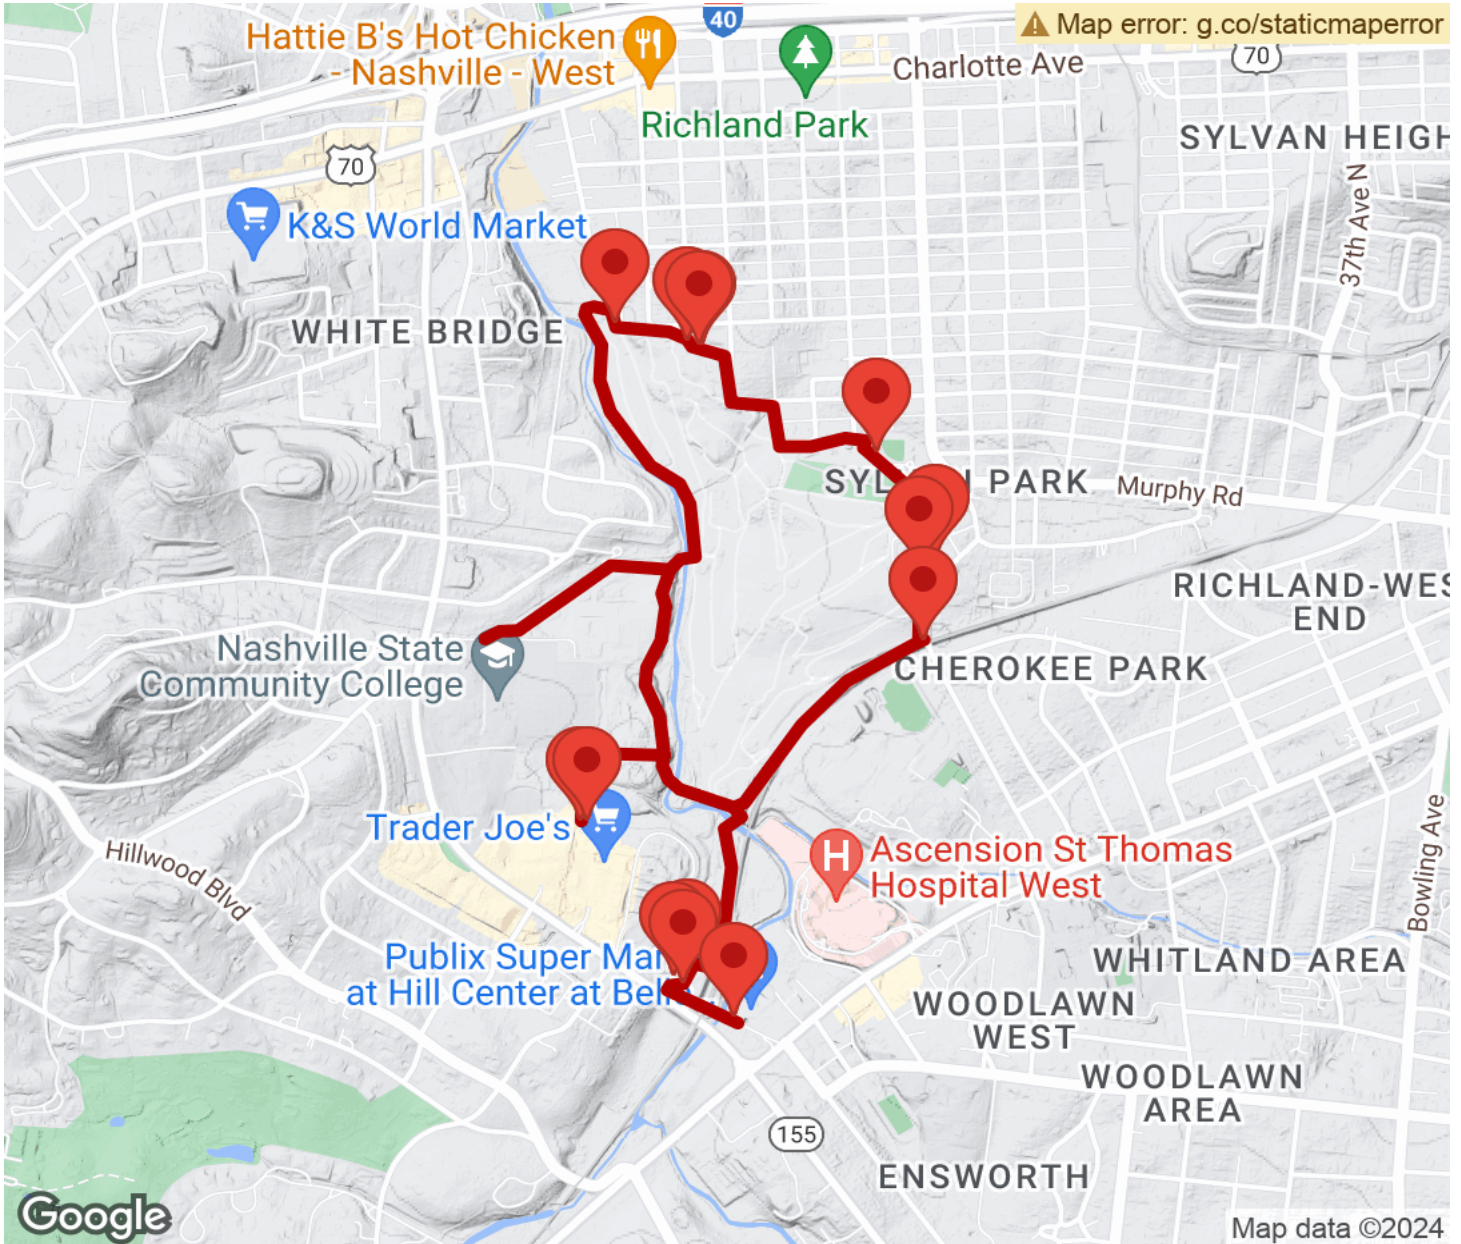 40
Map error: g.co/staticmaperror
Hattie B's Hot Chicken
- Nashville - West
70
Charlotte Ave
Richland Park
SYLVAN HEIGH
70
37th Ave N
K&S World Market
WHITE BRIDGE
SYL
PARK
Murphy Rd
RICHLAND-WES
END
Nashville State
Community College
CHEROKEE PARK
Trader Joe's
Hillwood Blvd
H
Ascension St Thomas
Hospital West
Bowling Ave
Publix Super Mar
at Hill Center at Belle
WHITLAND AREA
WOODLAWN
WEST
WOODLAWN
AREA
155
ENSWORTH
Google
Map data ©2024